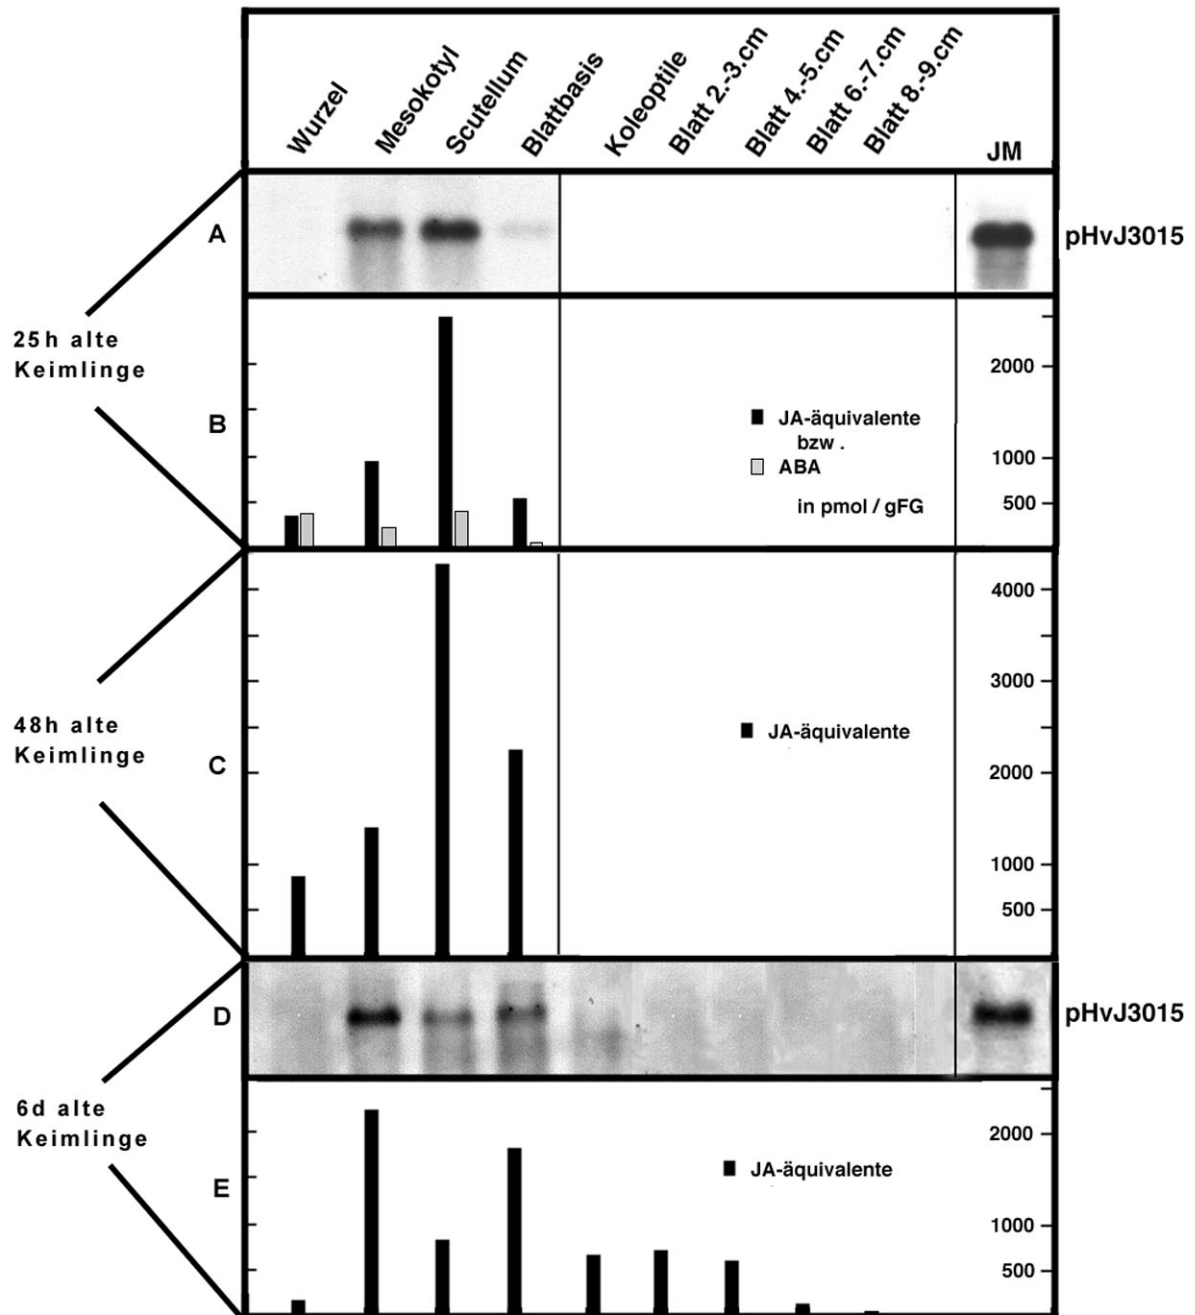 Wurzel
Mesokotyl
Scutellum
Blattbasis
Koleoptile
Blatt 2.-3.cm
Blatt 4.-5.cm
Blatt 6.-7.cm
Blatt 8.-9.cm
JM
A
pHvJ3015
25h alte
Keimlinge
B
2000
1000
500
JA-äquivalente
bzw .
ABA
in pmol / gFG
48h alte
Keimlinge
C
4000
3000
2000
1000
500
JA-äquivalente
D
pHvJ3015
6d alte
Keimlinge
E
2000
1000
500
JA-äquivalente